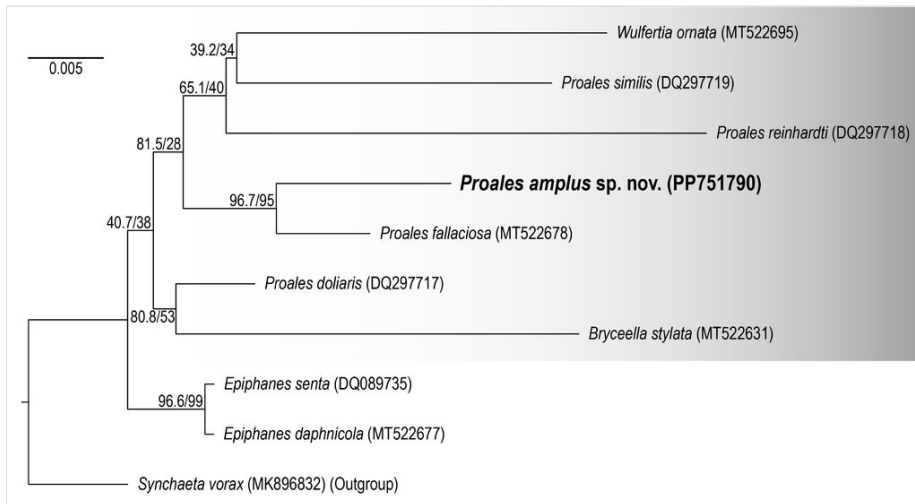 39.2/34
Wulfertia ornata (MT522695)
0.005
65.1/40
Proales similis (DQ297719)
81.5/28
Proales reinhardti (DQ297718)
96.7/95
Proales amplus sp. nov. (PP751790)
40.7/38
Proales fallaciosa (MT522678)
Proales doliaris (DQ297717)
80.8/53
Bryceella stylata (MT522631)
Epiphanes senta (DQ089735)
96.6/99
Epiphanes daphnicola (MT522677)
Synchaeta vorax (MK896832) (Outgroup)